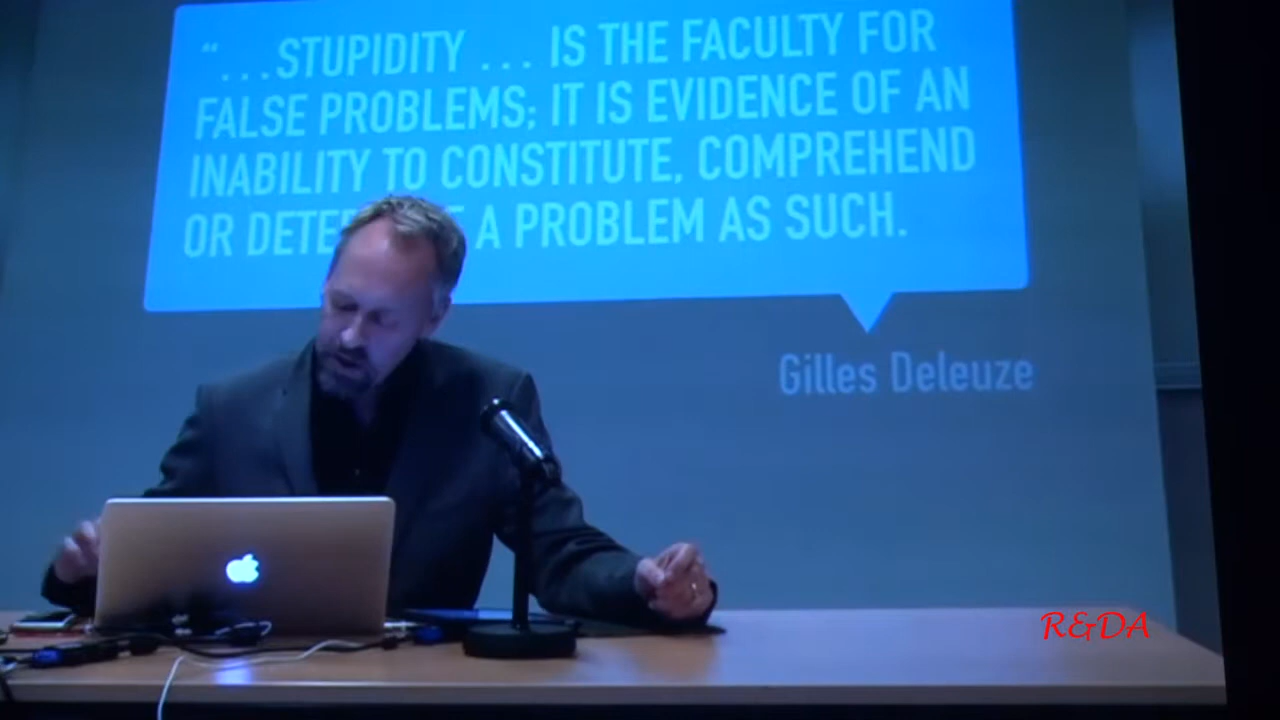 “ ...STUPIDITY ... IS THE FACULTY FOR
FALSE PROBLEMS; IT IS EVIDENCE OF AN
INABILITY TO CONSTITUTE, COMPREHEND
OR A PROBLEM AS SUCH.
Gilles Deleuze
R&DA